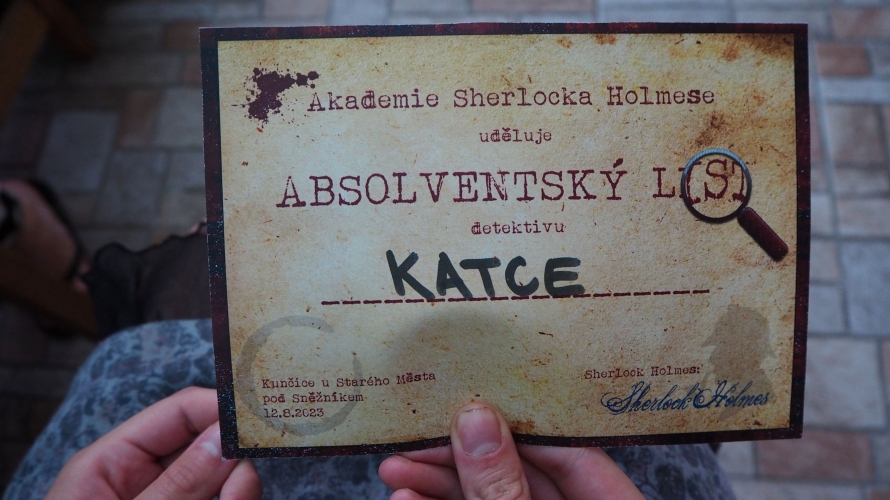 Akademie Sherlocka Holmese
uděluje
ABSOLVENTSKÝ LIST
detektivu
KATCE
Kunčice u Starého Města
pod Sněžníkem
12.8.2023
Sherlock Holmes:
Sherlock Holmes